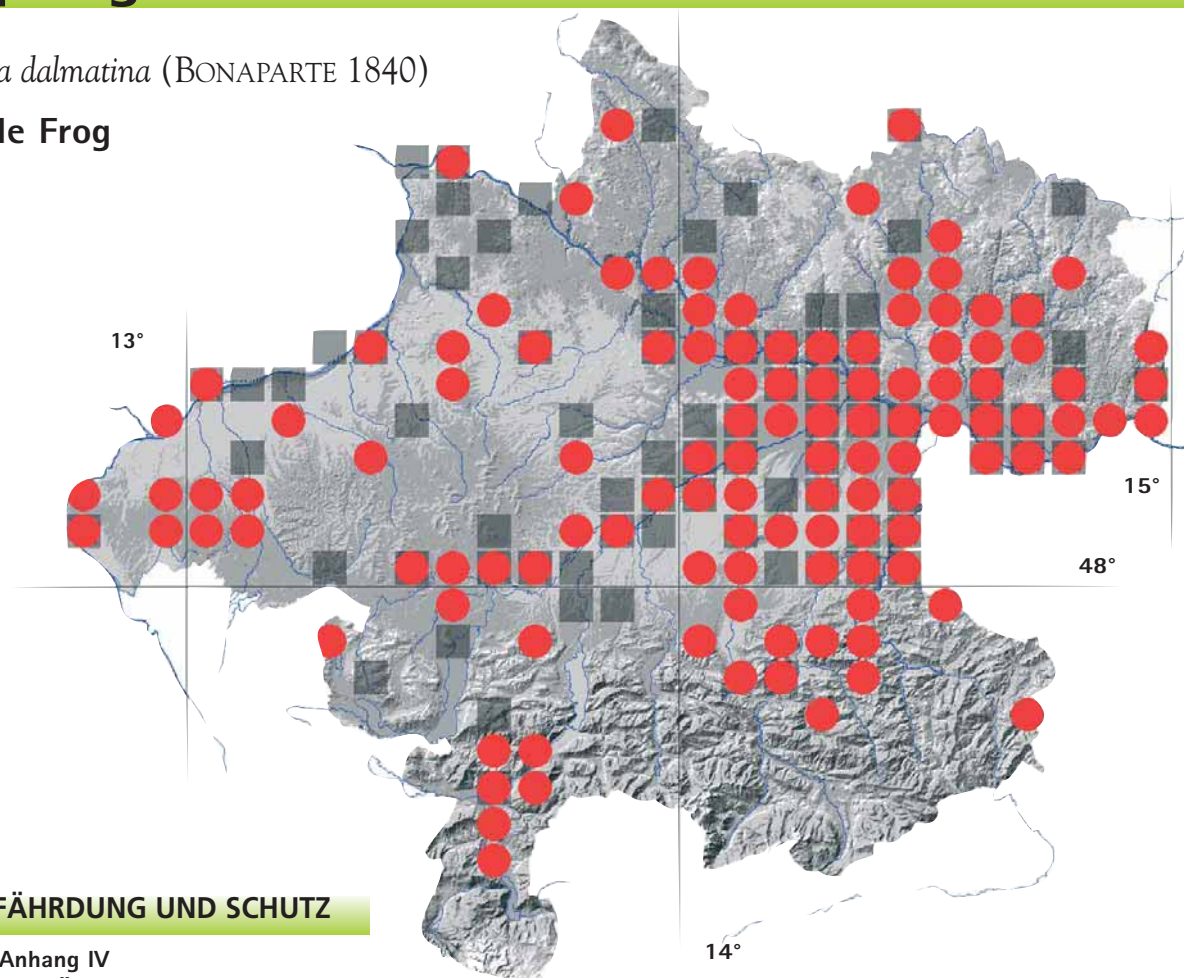 a dalmatina (BONAPARTE 1840)
le Frog
13°
15°
48°
FÄHRDUNG UND SCHUTZ
Anhang IV
14°